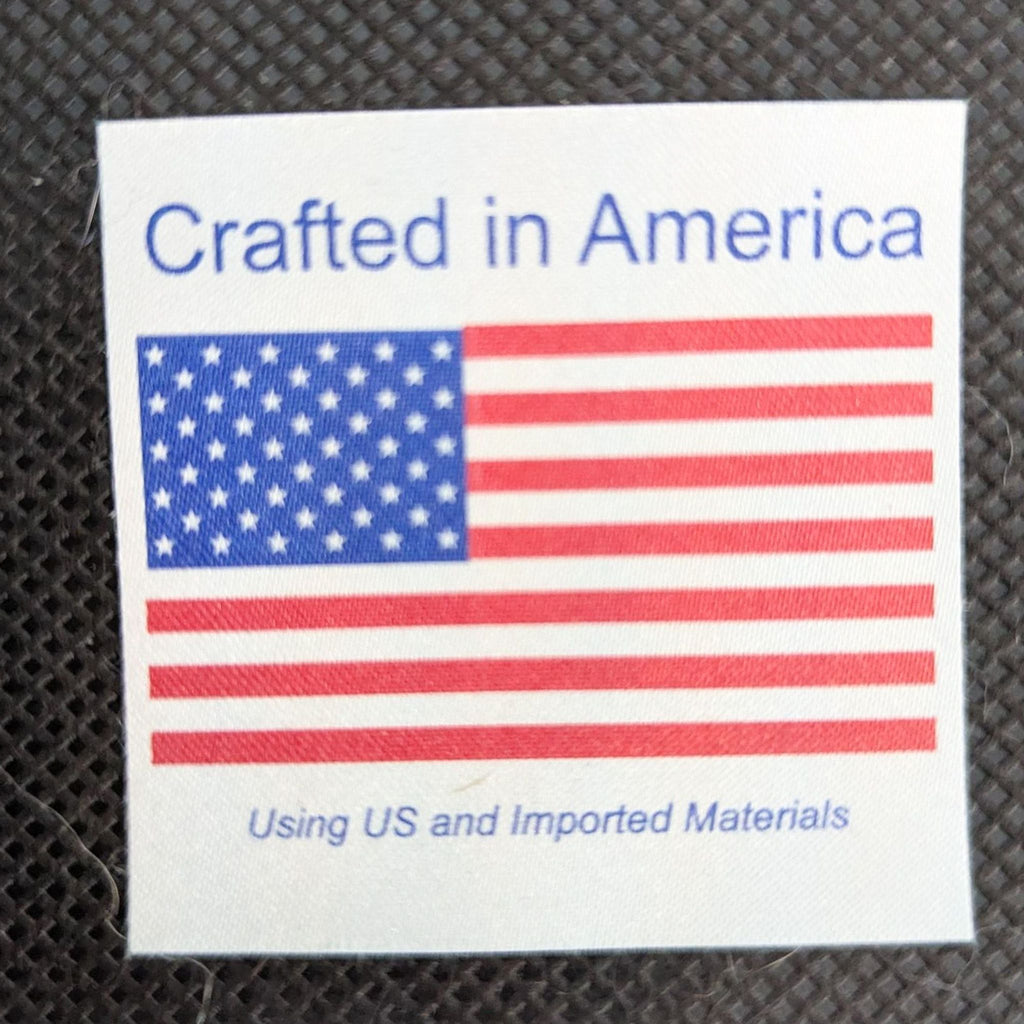 Crafted in America
Using US and Imported Materials